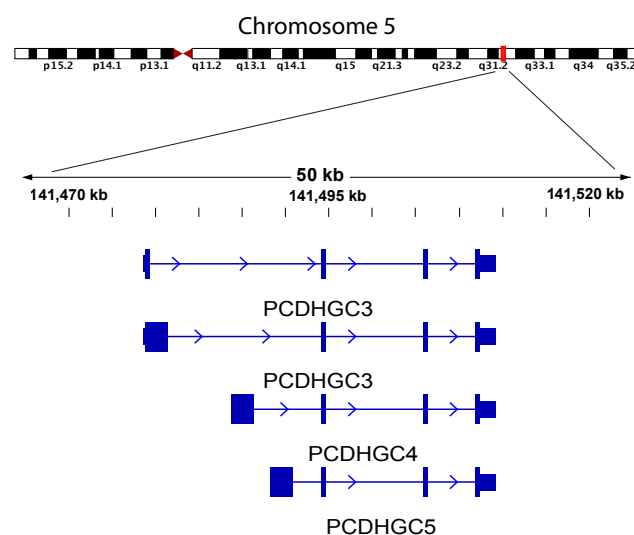 Chromosome 5
p15.2 p14.1 p13.1 q11.2 q13.1 q14.1 q15 q21.3 q23.2 q31.2 q33.1 q34 q35.2
50 kb
141,470 kb 141,495 kb 141,520 kb
PCDHGC3
PCDHGC3
PCDHGC4
PCDHGC5